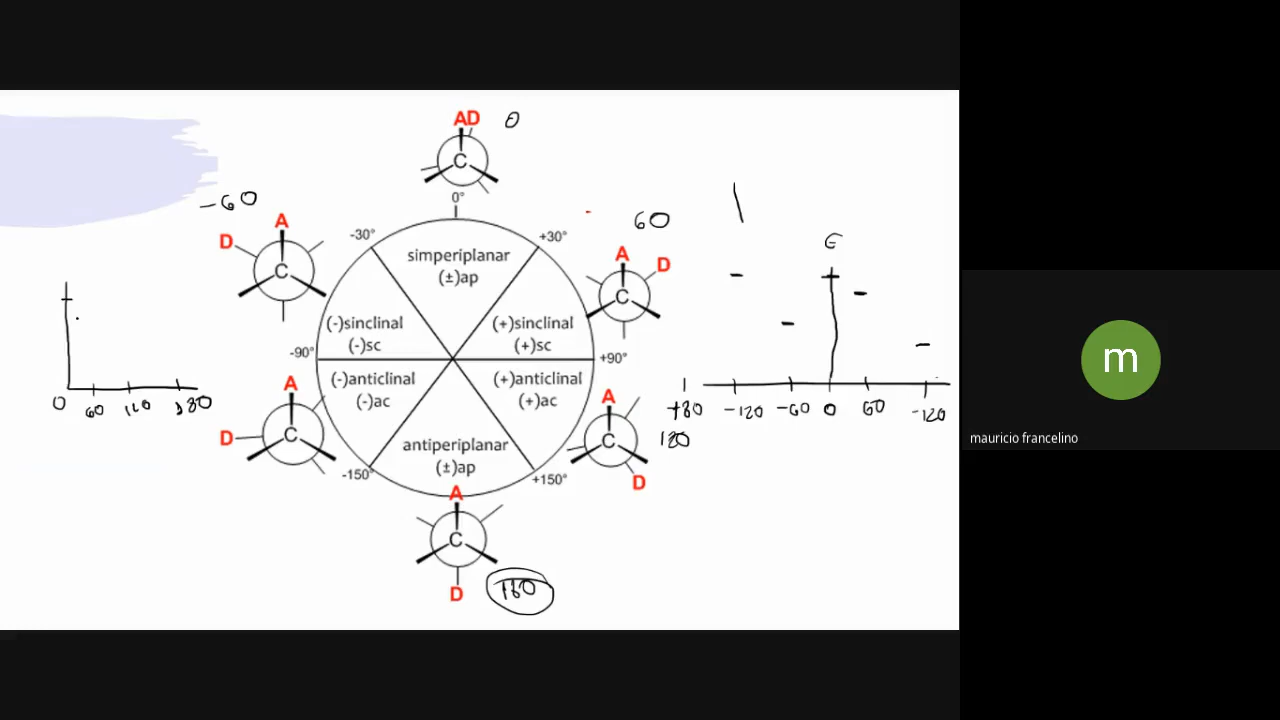 AD
0
C
0°
-60
A
D
C
-30°
+30°
60
A
D
C
simperiplanar
(±)ap
E
(-)sinclinal
(-)sc
(+)sinclinal
(+)sc
-90°
+90°
(-)anticlinal
(-)ac
(+)anticlinal
(+)ac
A
D
C
A
C
D
120
0 60 120 180
+80 -120 -60 0 60 -120
antiperiplanar
(±)ap
-150°
+150°
A
C
D
180
m
mauricio francelino